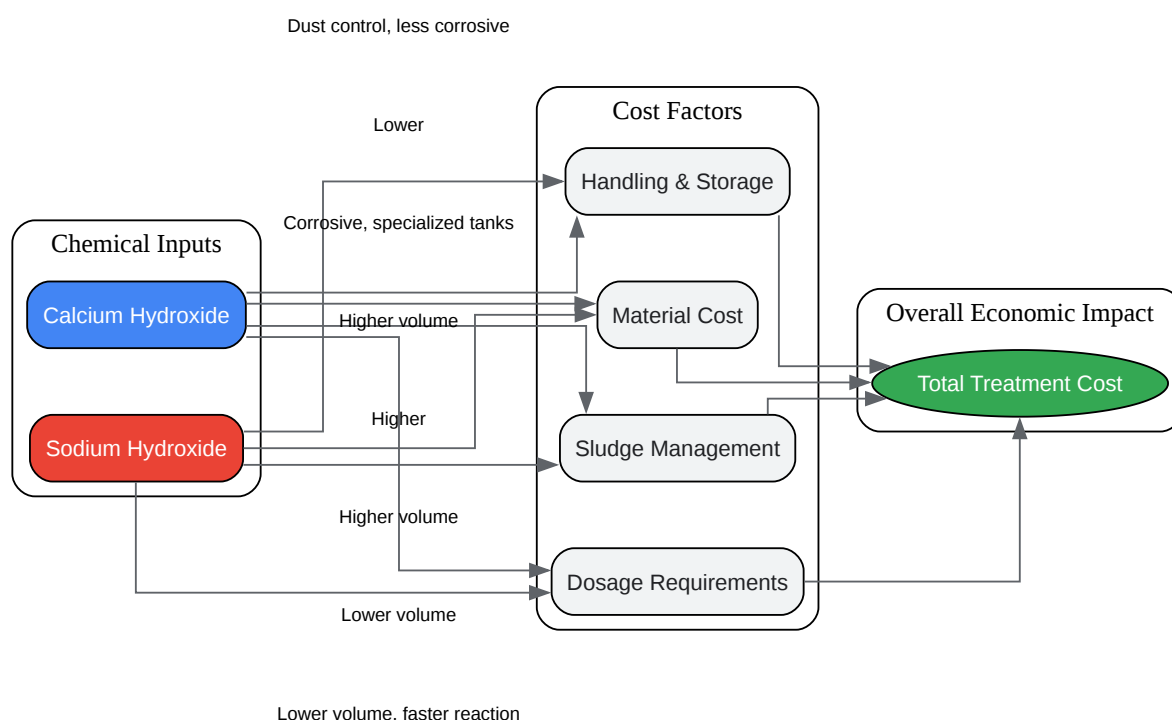 Dust control, less corrosive
Cost Factors
Lower
Handling & Storage
Corrosive, specialized tanks
Chemical Inputs
Calcium Hydroxide
Material Cost
Higher volume
Overall Economic Impact
Total Treatment Cost
Higher
Sodium Hydroxide
Sludge Management
Higher volume
Dosage Requirements
Lower volume
Lower volume, faster reaction